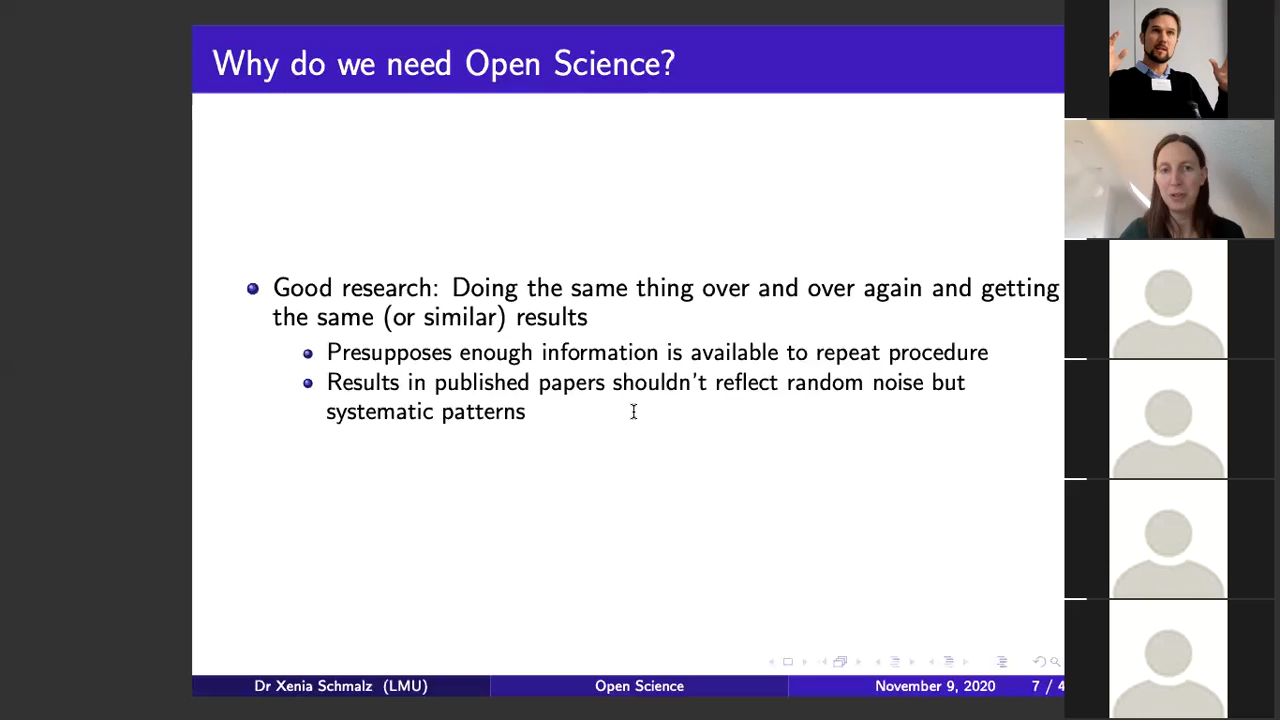 Why do we need Open Science?
Good research: Doing the same thing over and over again and getting
the same (or similar) results
Presupposes enough information is available to repeat procedure
Results in published papers shouldn't reflect random noise but
systematic patterns
Dr Xenia Schmalz (LMU)
Open Science
November 9, 2020
7 / 4